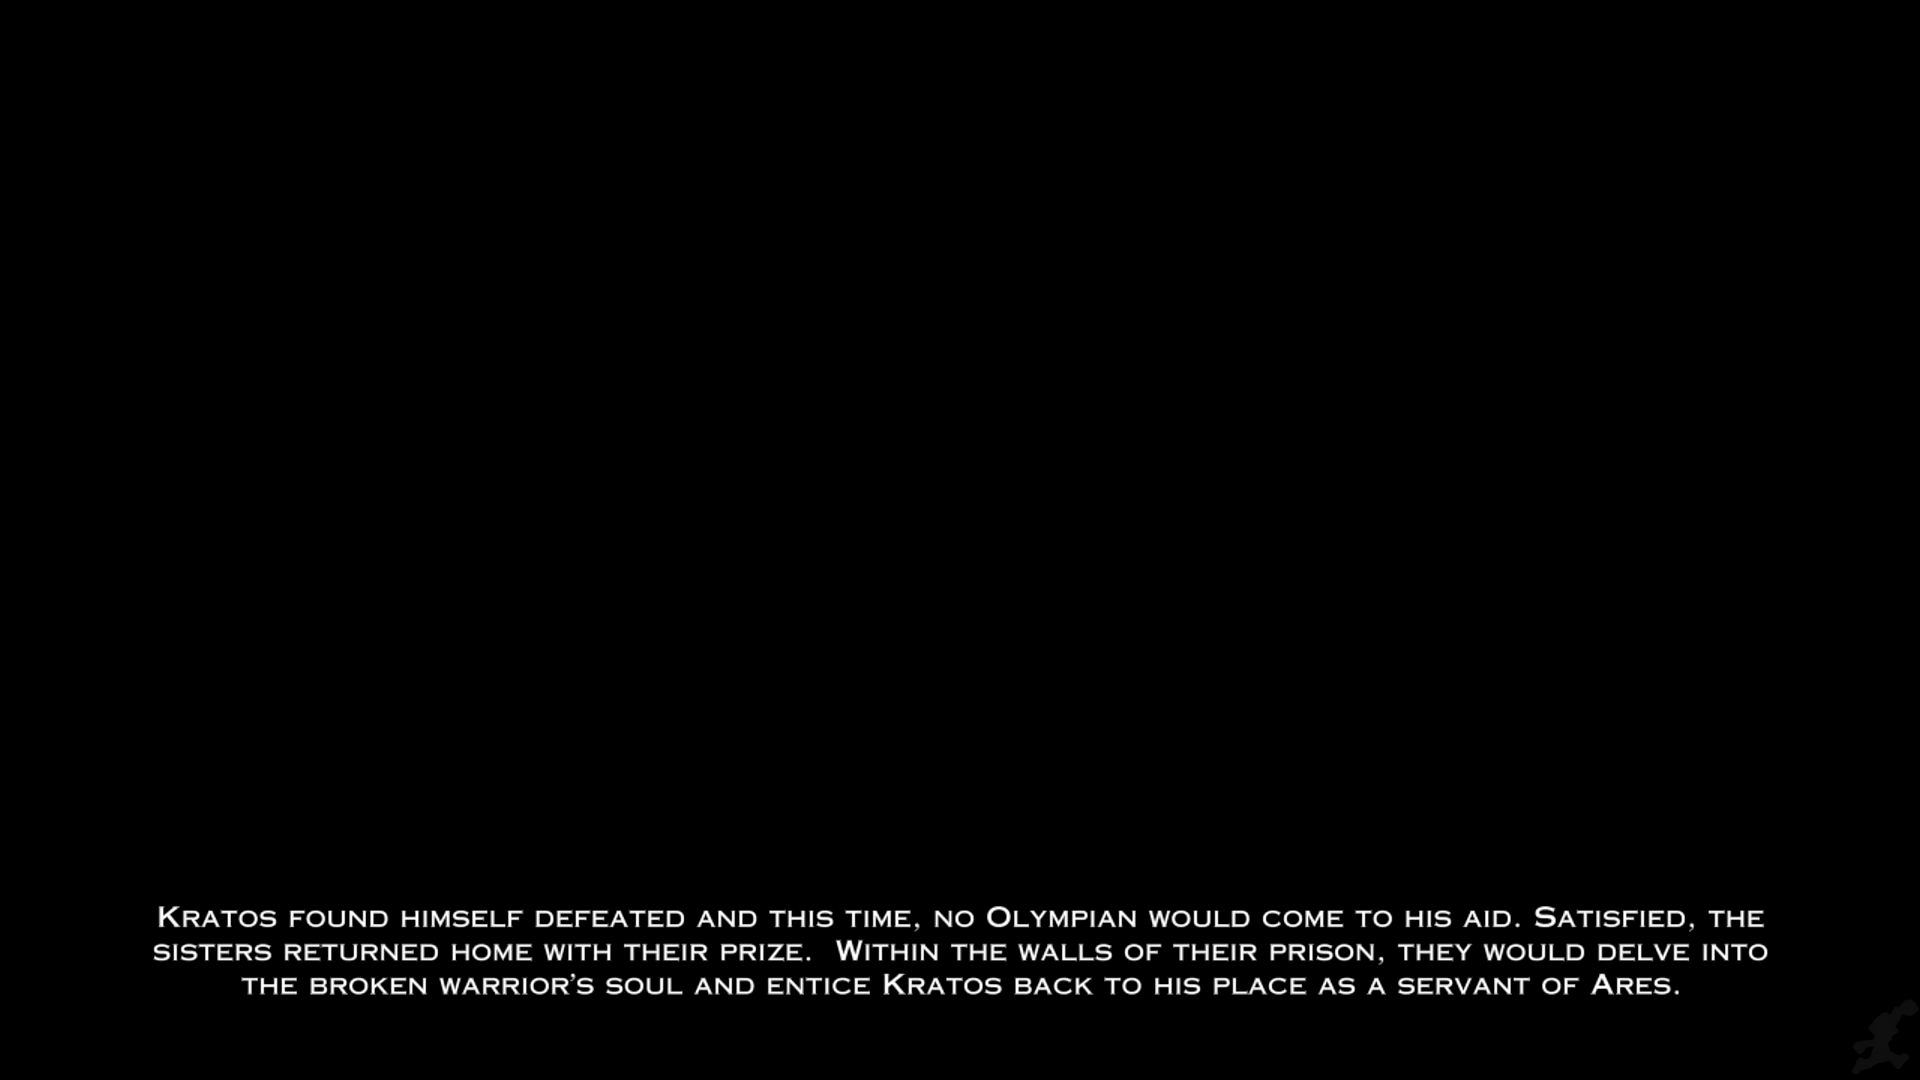 Kratos found himself defeated and this time, no Olympian would come to his aid. Satisfied, the
sisters returned home with their prize.  Within the walls of their prison, they would delve into
the broken warrior’s soul and entice Kratos back to his place as a servant of Ares.